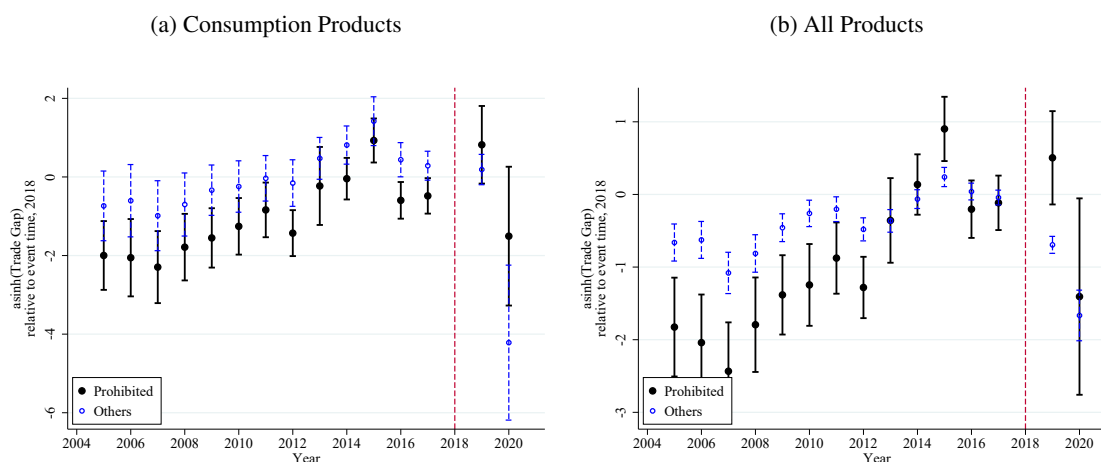 (a) Consumption Products
asinh(Trade Gap)
relative to event time, 2018
2
0
-2
-4
-6
Prohibited
Others
2004 2006 2008 2010 2012 2014 2016 2018 2020
Year
(b) All Products
asinh(Trade Gap)
relative to event time, 2018
1
0
-1
-2
-3
Prohibited
Others
2004 2006 2008 2010 2012 2014 2016 2018 2020
Year